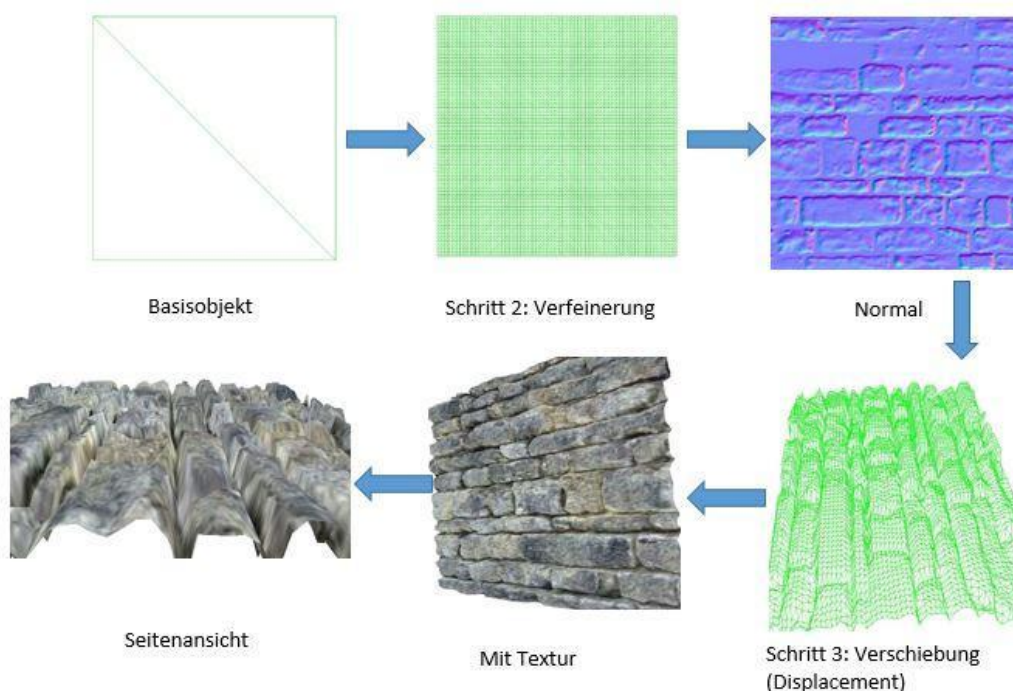 Basisobjekt
Schritt 2: Verfeinerung
Normal
Seitenansicht
Mit Textur
Schritt 3: Verschiebung
(Displacement)